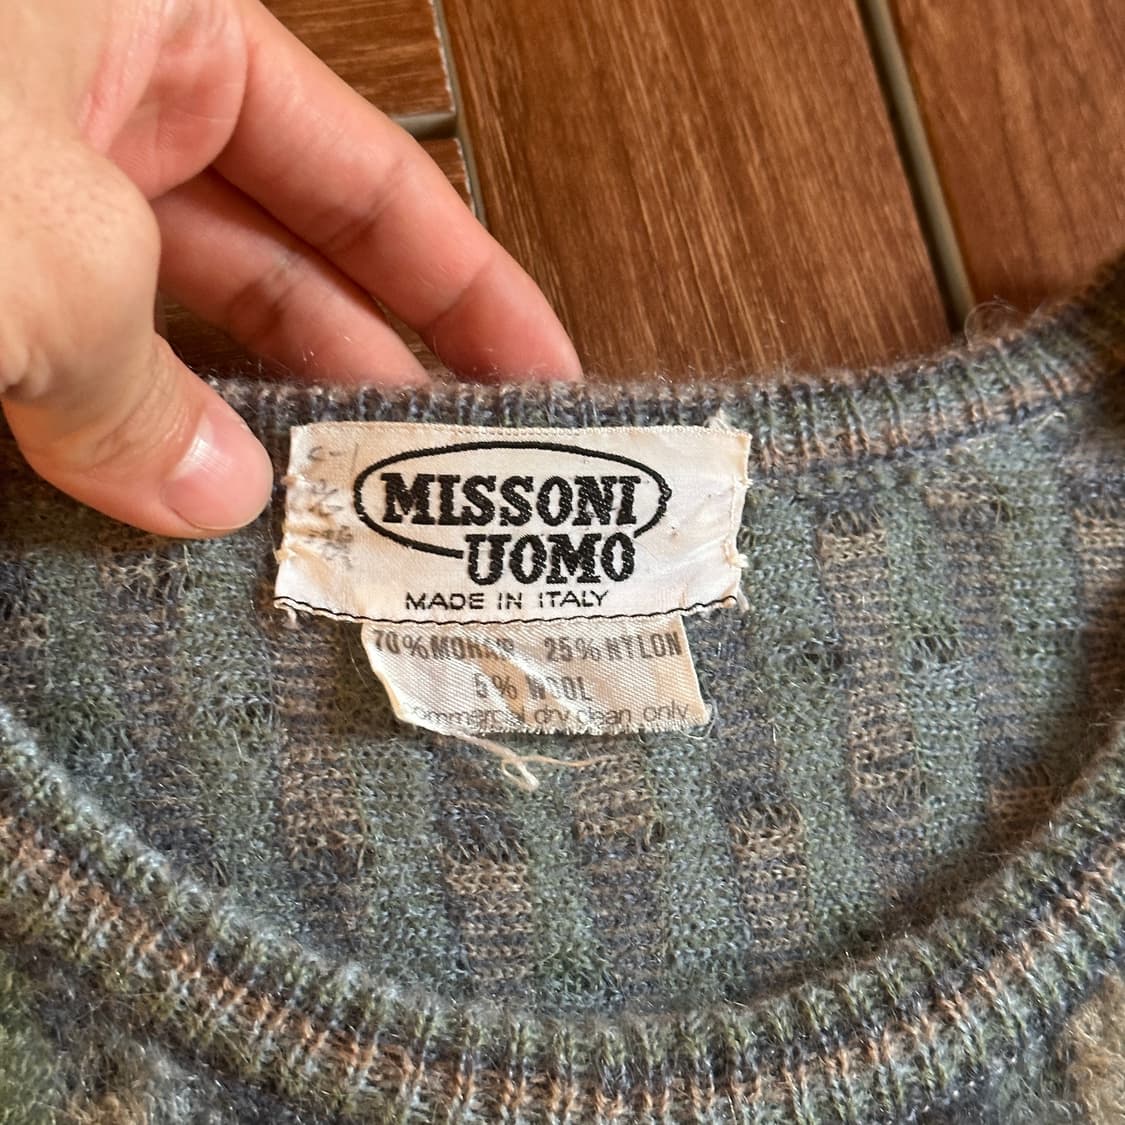 MISSONI
UOMO
MADE IN ITALY
70% MOHAIR 25% NYLON
5% WOOL
commercial dry clean only